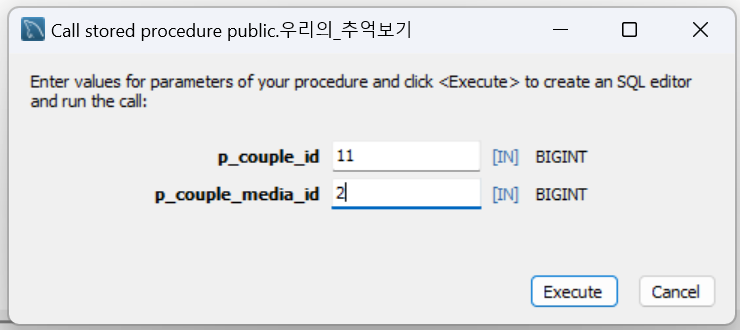 Call stored procedure public.우리의_추억보기
Enter values for parameters of your procedure and click <Execute> to create an SQL editor
and run the call:
p_couple_id 11 [IN] BIGINT
p_couple_media_id 2 [IN] BIGINT
Execute Cancel